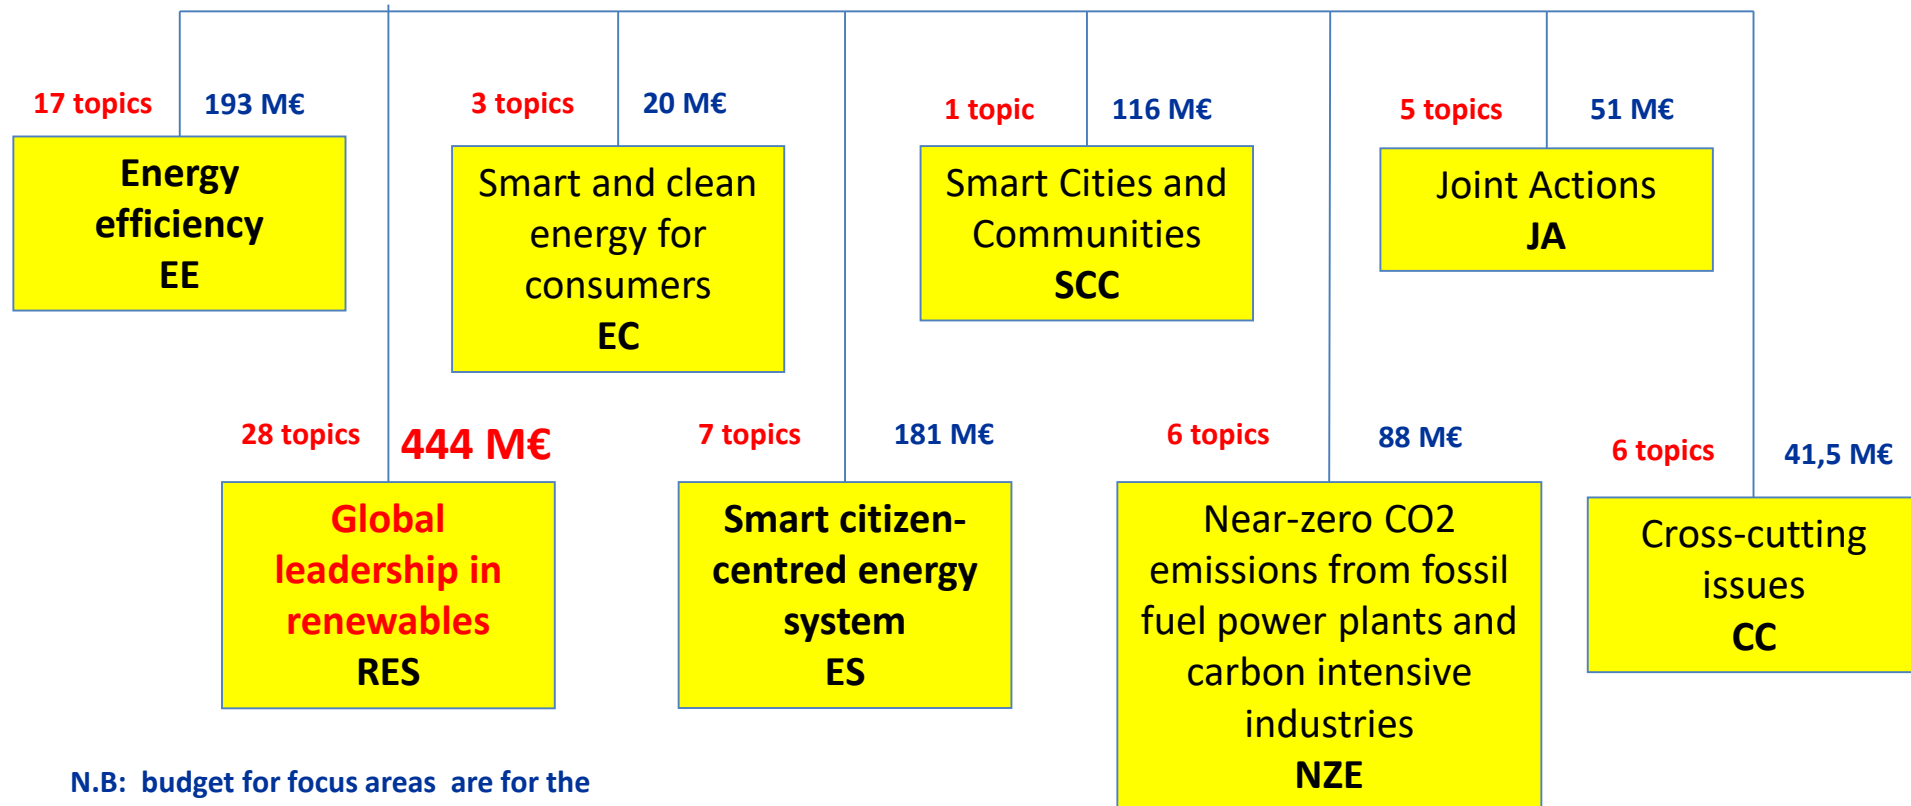 17 topics
193 M€
Energy
efficiency
EE
3 topics
20 M€
Smart and clean
energy for
consumers
EC
1 topic
116 M€
Smart Cities and
Communities
SCC
5 topics
51 M€
Joint Actions
JA
28 topics
444 M€
Global
leadership in
renewables
RES
7 topics
181 M€
Smart citizen-
centred energy
system
ES
6 topics
88 M€
Near-zero CO2
emissions from fossil
fuel power plants and
carbon intensive
industries
NZE
6 topics
41,5 M€
Cross-cutting
issues
CC
N.B: budget for focus areas are for the